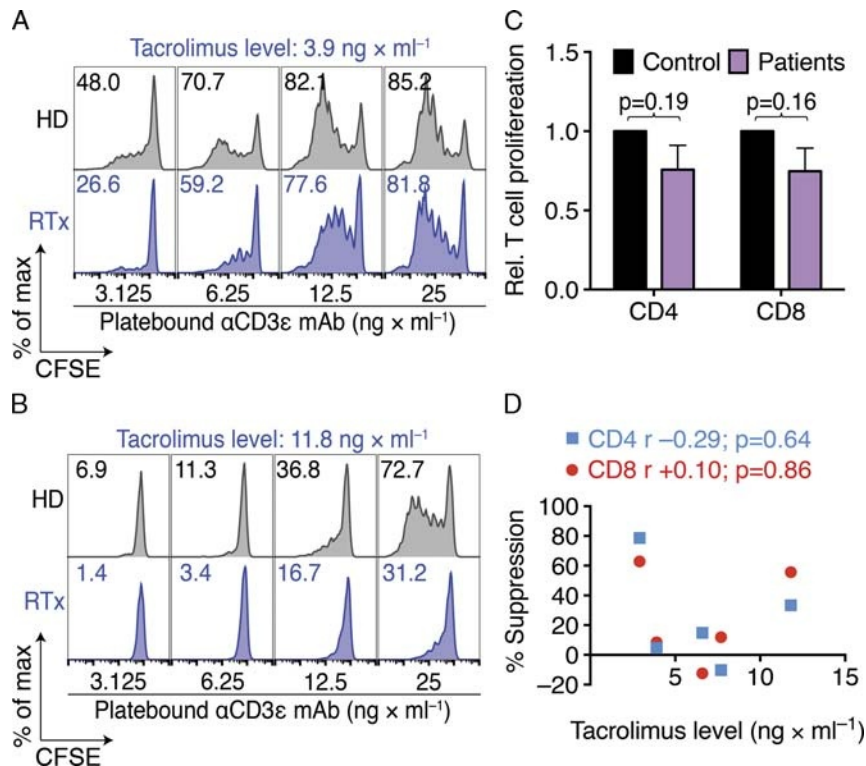 A
Tacrolimus level: 3.9 ng × ml⁻¹
HD
48.0 70.7 82.1 85.2
RTx
26.6 59.2 77.6 81.8
% of max
CFSE
3.125 6.25 12.5 25
Platebound αCD3ε mAb (ng × ml⁻¹)
B
Tacrolimus level: 11.8 ng × ml⁻¹
HD
6.9 11.3 36.8 72.7
RTx
1.4 3.4 16.7 31.2
% of max
CFSE
3.125 6.25 12.5 25
Platebound αCD3ε mAb (ng × ml⁻¹)
C
Rel. T cell prolifereation
1.5
1.0
0.5
0.0
Control Patients
p=0.19 p=0.16
CD4 CD8
D
CD4 r −0.29; p=0.64
CD8 r +0.10; p=0.86
% Suppression
100
80
60
40
20
0
−20
5 10 15
Tacrolimus level (ng × ml⁻¹)